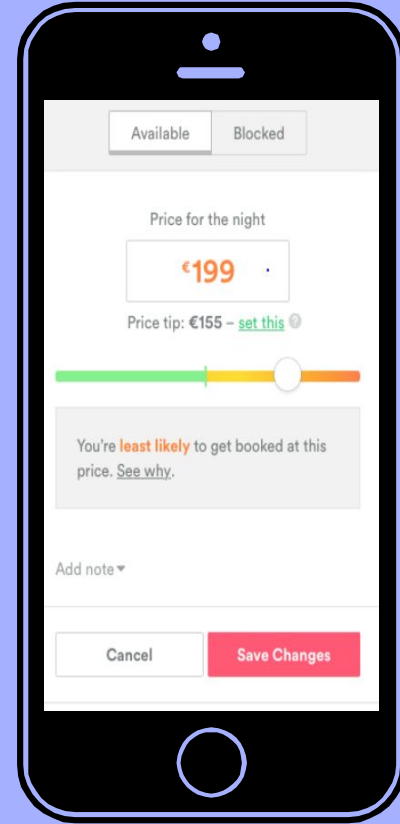 Available Blocked
Price for the night
€199
Price tip: €155 – set this ?
You're least likely to get booked at this
price. See why.
Add note
Cancel Save Changes